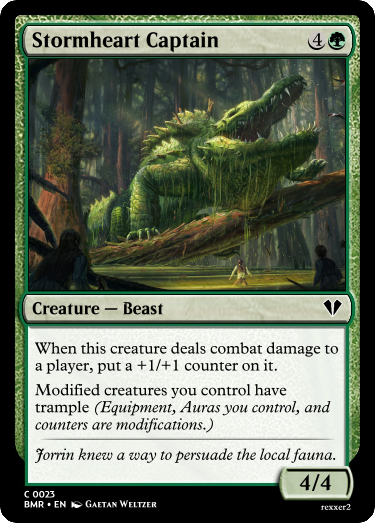 Stormheart Captain 4
Creature — Beast
When this creature deals combat damage to
a player, put a +1/+1 counter on it.
Modified creatures you control have
trample (Equipment, Auras you control, and
counters are modifications.)
Jorrin knew a way to persuade the local fauna.
4/4
C 0023
BMR • EN Gaetan Weltzer
rexxer2